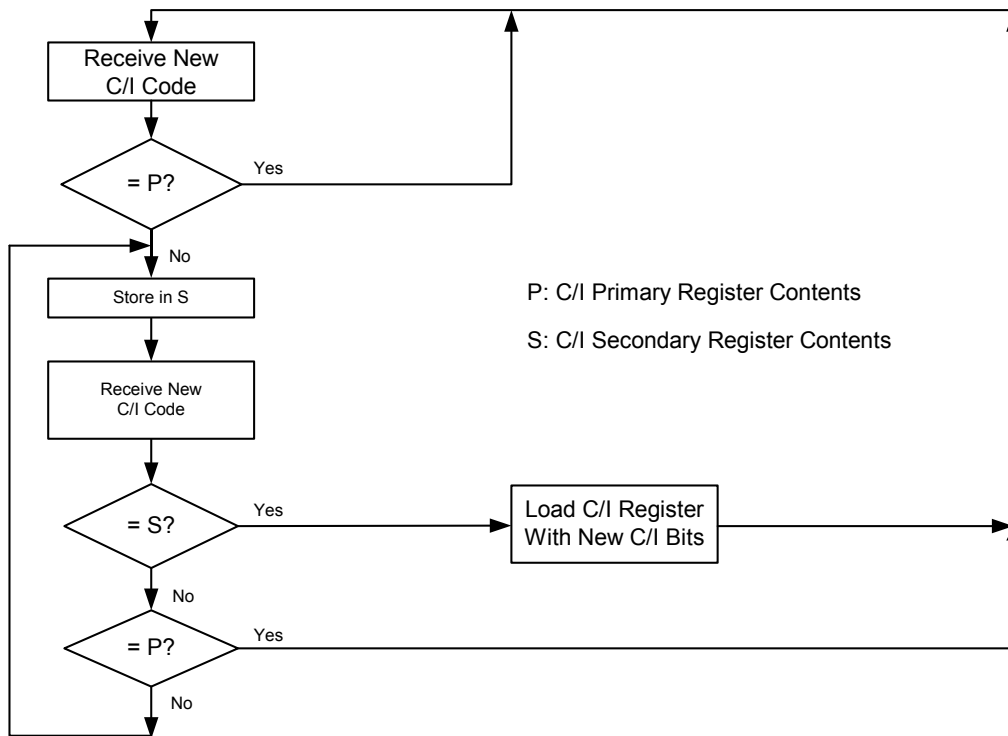 Receive New
C/I Code
= P?
Yes
No
Store in S
P: C/I Primary Register Contents
S: C/I Secondary Register Contents
Receive New
C/I Code
= S?
Yes
Load C/I Register
With New C/I Bits
No
= P?
Yes
No